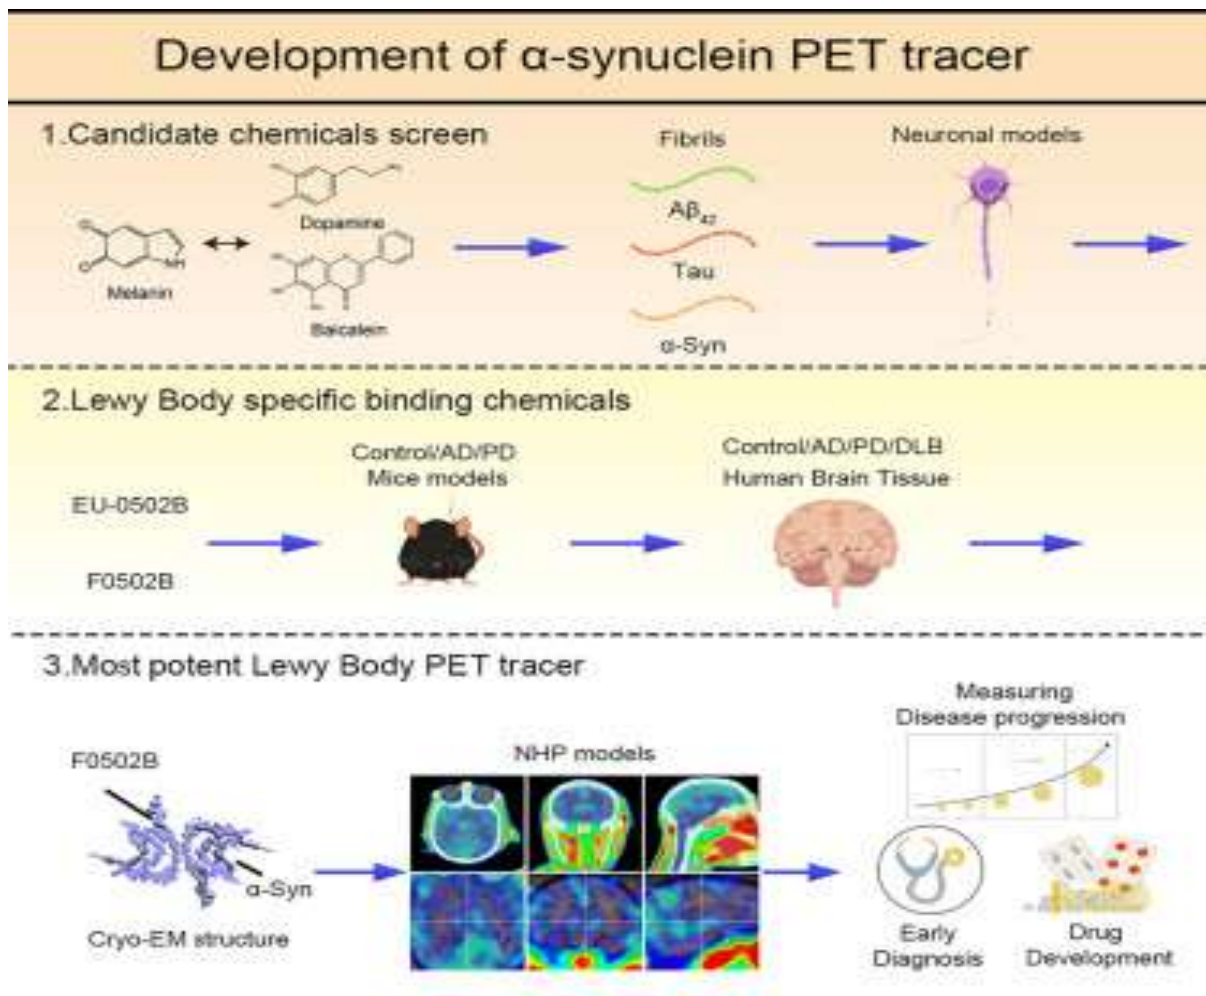 Development of α-synuclein PET tracer
1.Candidate chemicals screen
Dopamine
Melanin
NH
Baicalein
Fibrils
Aβ42
Tau
α-Syn
Neuronal models
2.Lewy Body specific binding chemicals
EU-0502B
F0502B
Control/AD/PD
Mice models
Control/AD/PD/DLB
Human Brain Tissue
3.Most potent Lewy Body PET tracer
F0502B
α-Syn
Cryo-EM structure
NHP models
Measuring
Disease progression
Early
Diagnosis
Drug
Development